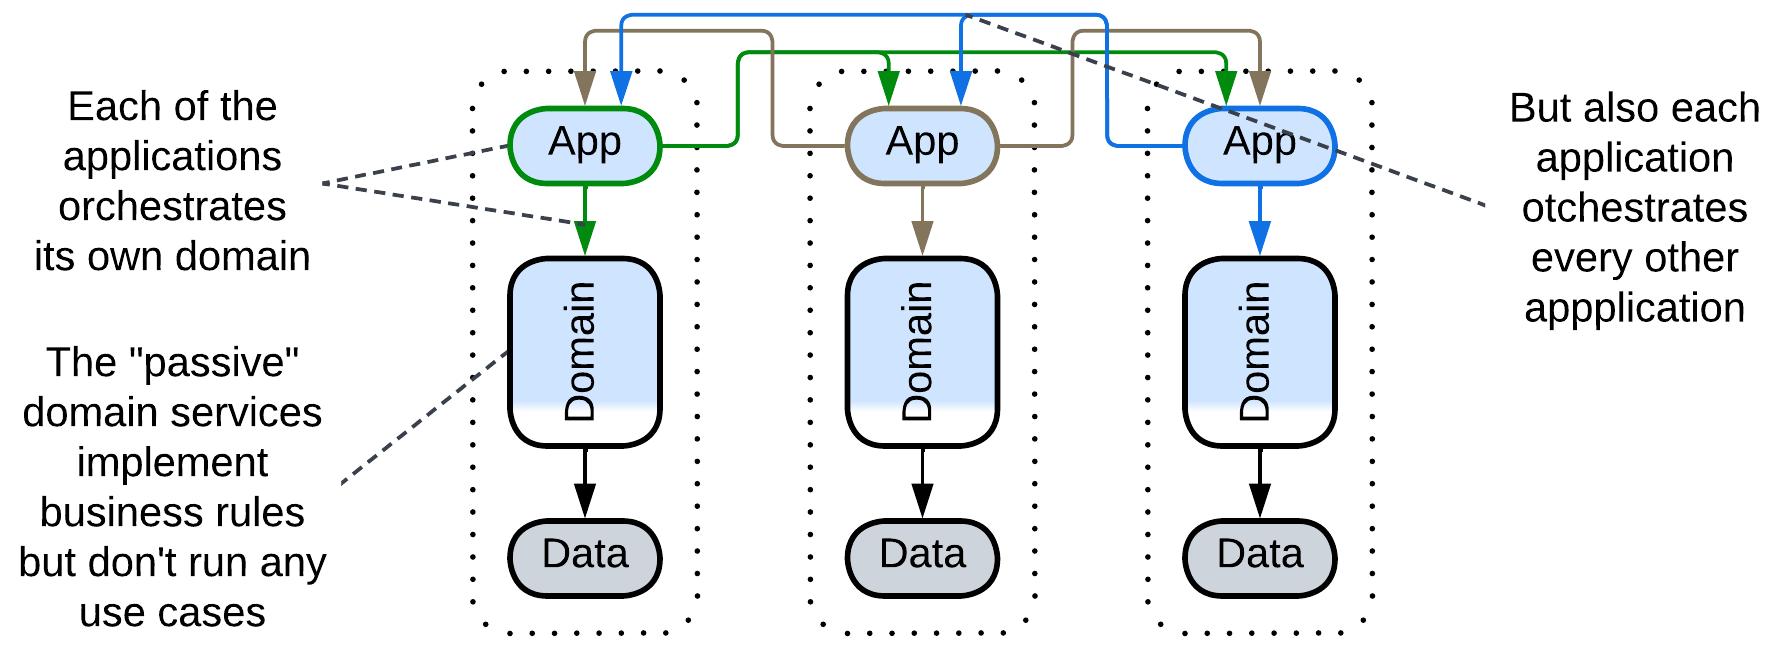 Each of the
applications
orchestrates
its own domain
The "passive"
domain services
implement
business rules
but don't run any
use cases
App
App
App
Domain
Domain
Domain
Data
Data
Data
But also each
application
otchestrates
every other
appplication